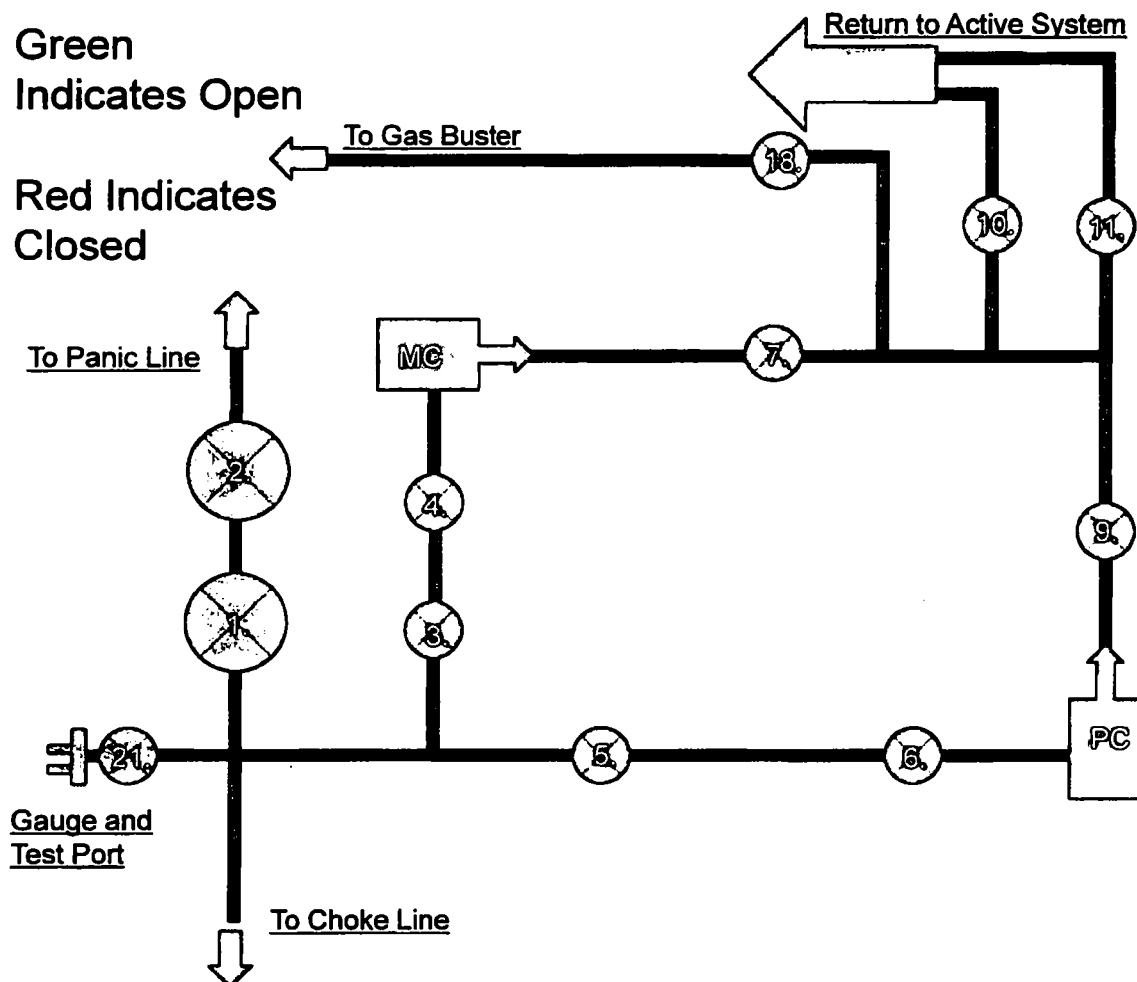 Green
Indicates Open
Red Indicates
Closed
Return to Active System
To Gas Buster
18.
10.
11.
To Panic Line
MC
7.
2.
4.
9.
1.
3.
21.
5.
6.
PC
Gauge and
Test Port
To Choke Line